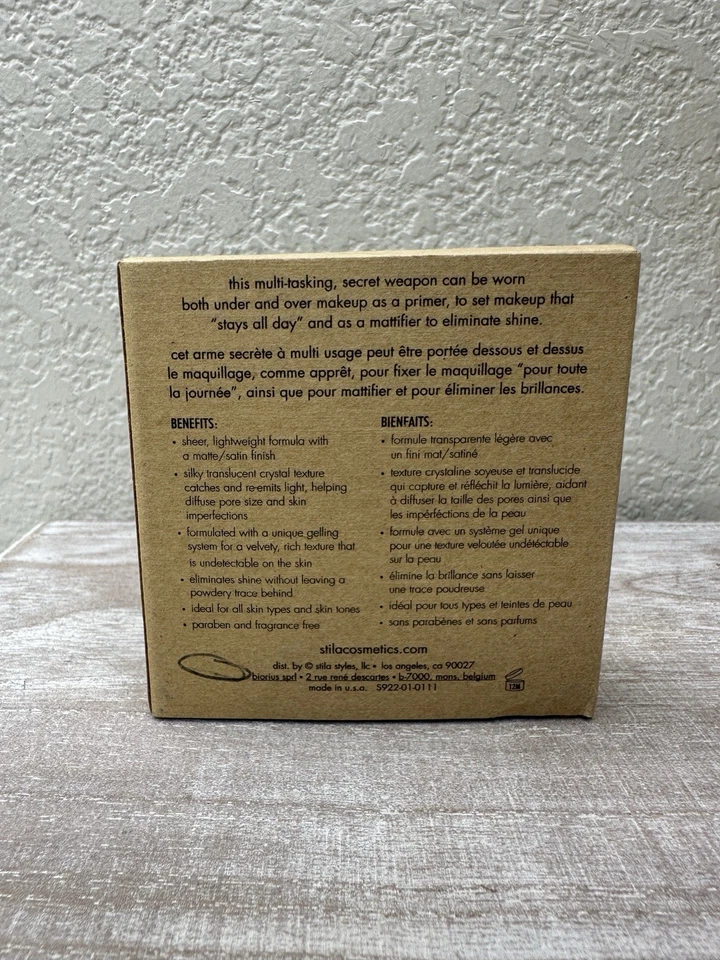 this multi-tasking, secret weapon can be worn
both under and over makeup as a primer, to set makeup that
“stays all day” and as a mattifier to eliminate shine.
cet arme secrète à multi usage peut être portée dessous et dessus
le maquillage, comme apprêt, pour fixer le maquillage “pour toute
la journée”, ainsi que pour mattifier et pour éliminer les brillances.
BENEFITS:
• sheer, lightweight formula with
a matte/satin finish
• silky translucent crystal texture
catches and re-emits light, helping
diffuse pore size and skin
imperfections
• formulated with a unique gelling
system for a velvety, rich texture that
is undetectable on the skin
• eliminates shine without leaving a
powdery trace behind
• ideal for all skin types and skin tones
• paraben and fragrance free
BIENFAITS:
• formule transparente légère avec
un fini mat/satiné
• texture crystaline soyeuse et translucide
qui capture et réfléchit la lumière, aidant
à diffuser la taille des pores ainsi que
les impéféctions de la peau
• formule avec un système gel unique
pour une texture veloutée undétéctable
sur la peau
• élimine la brillance sans laisser
une trace poudreuse
• idéal pour tous types et teintes de peau
• sans parabènes et sans parfums
stilacosmetics.com
dist. by © stila styles, llc • los angeles, ca 90027
biorius sprl • 2 rue rené descartes • b-7000, mons, belgium
made in u.s.a. S922-01-0111
12M